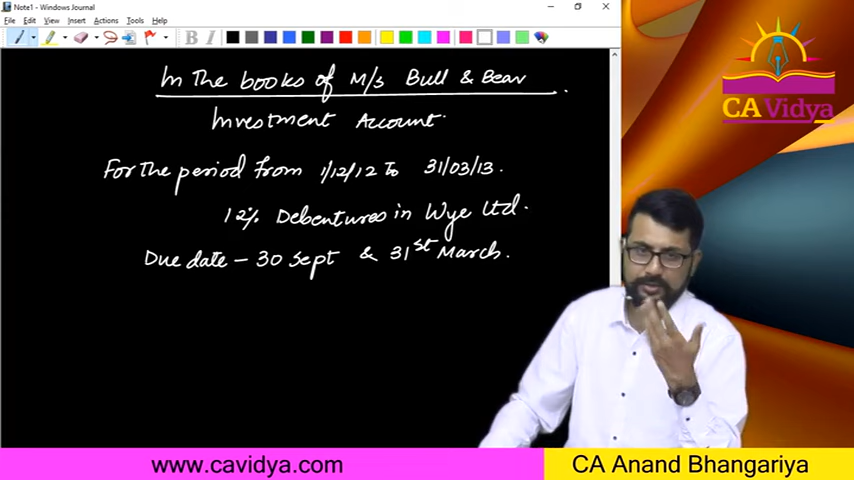 Note1 - Windows Journal
File Edit View Insert Actions Tools Help
In The books of M/s Bull & Bear
Investment Account.
For the period from 1/12/12 to 31/03/13.
12% Debentures in Wye Ltd.
Due date – 30 Sept & 31st March.
CA Vidya
www.cavidya.com
CA Anand Bhangariya